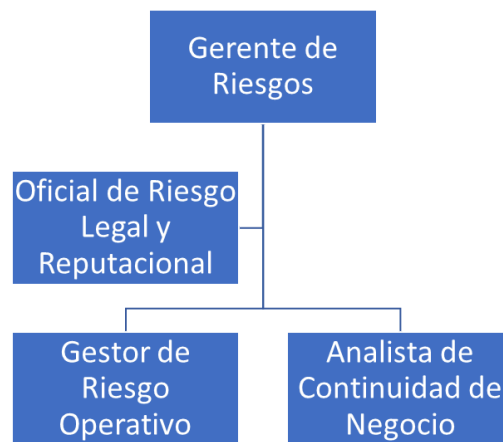 Gerente de
Riesgos
Oficial de Riesgo
Legal y
Reputacional
Gestor de
Riesgo
Operativo
Analista de
Continuidad de
Negocio